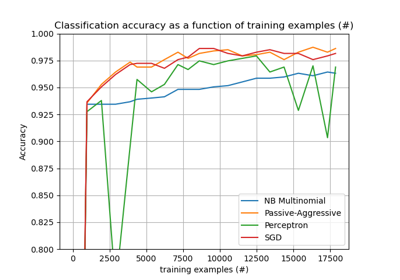 Classification accuracy as a function of training examples (#)
1.000
0.975
0.950
0.925
0.900
0.875
0.850
0.825
0.800
Accuracy
0 2500 5000 7500 10000 12500 15000 17500
training examples (#)
NB Multinomial
Passive-Aggressive
Perceptron
SGD